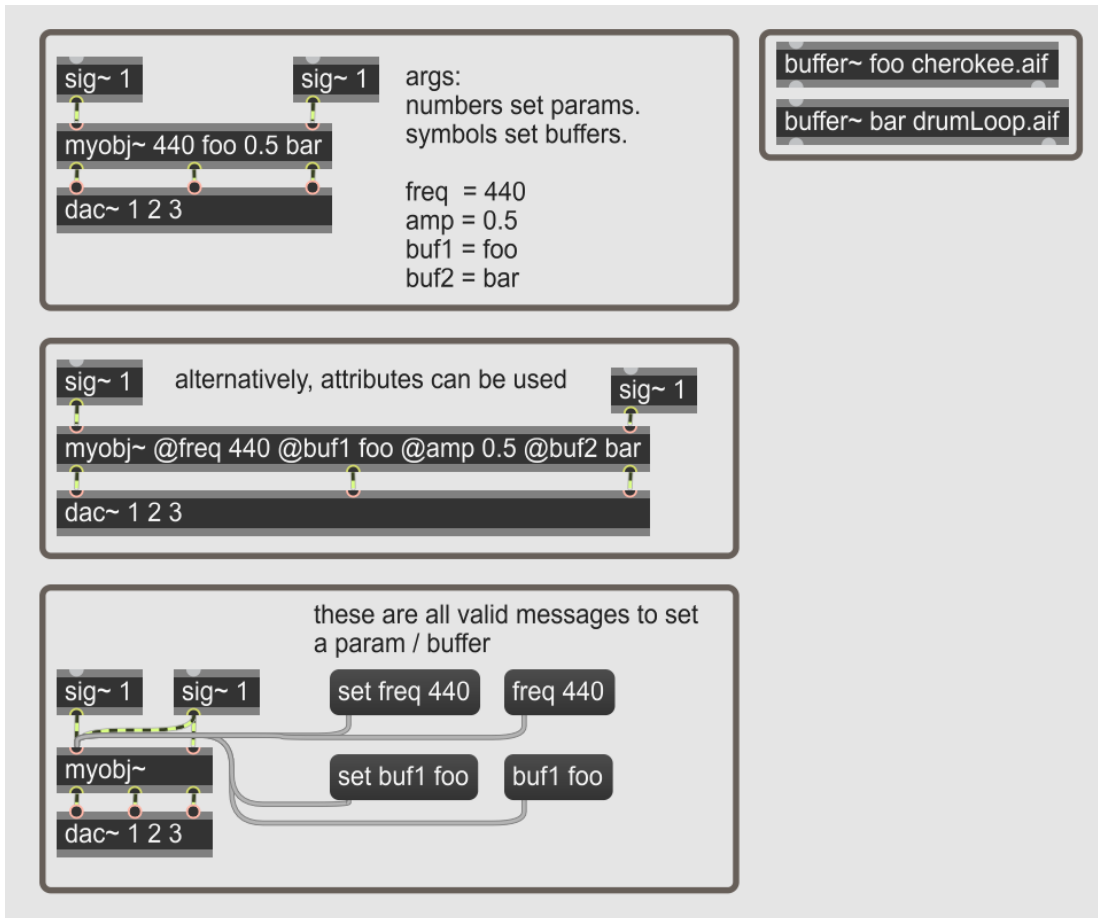 sig~ 1
sig~ 1
myobj~ 440 foo 0.5 bar
dac~ 1 2 3
args:
numbers set params.
symbols set buffers.
freq = 440
amp = 0.5
buf1 = foo
buf2 = bar
buffer~ foo cherokee.aif
buffer~ bar drumLoop.aif
sig~ 1
alternatively, attributes can be used
sig~ 1
myobj~ @freq 440 @buf1 foo @amp 0.5 @buf2 bar
dac~ 1 2 3
these are all valid messages to set
a param / buffer
sig~ 1
sig~ 1
set freq 440
freq 440
myobj~
set buf1 foo
buf1 foo
dac~ 1 2 3